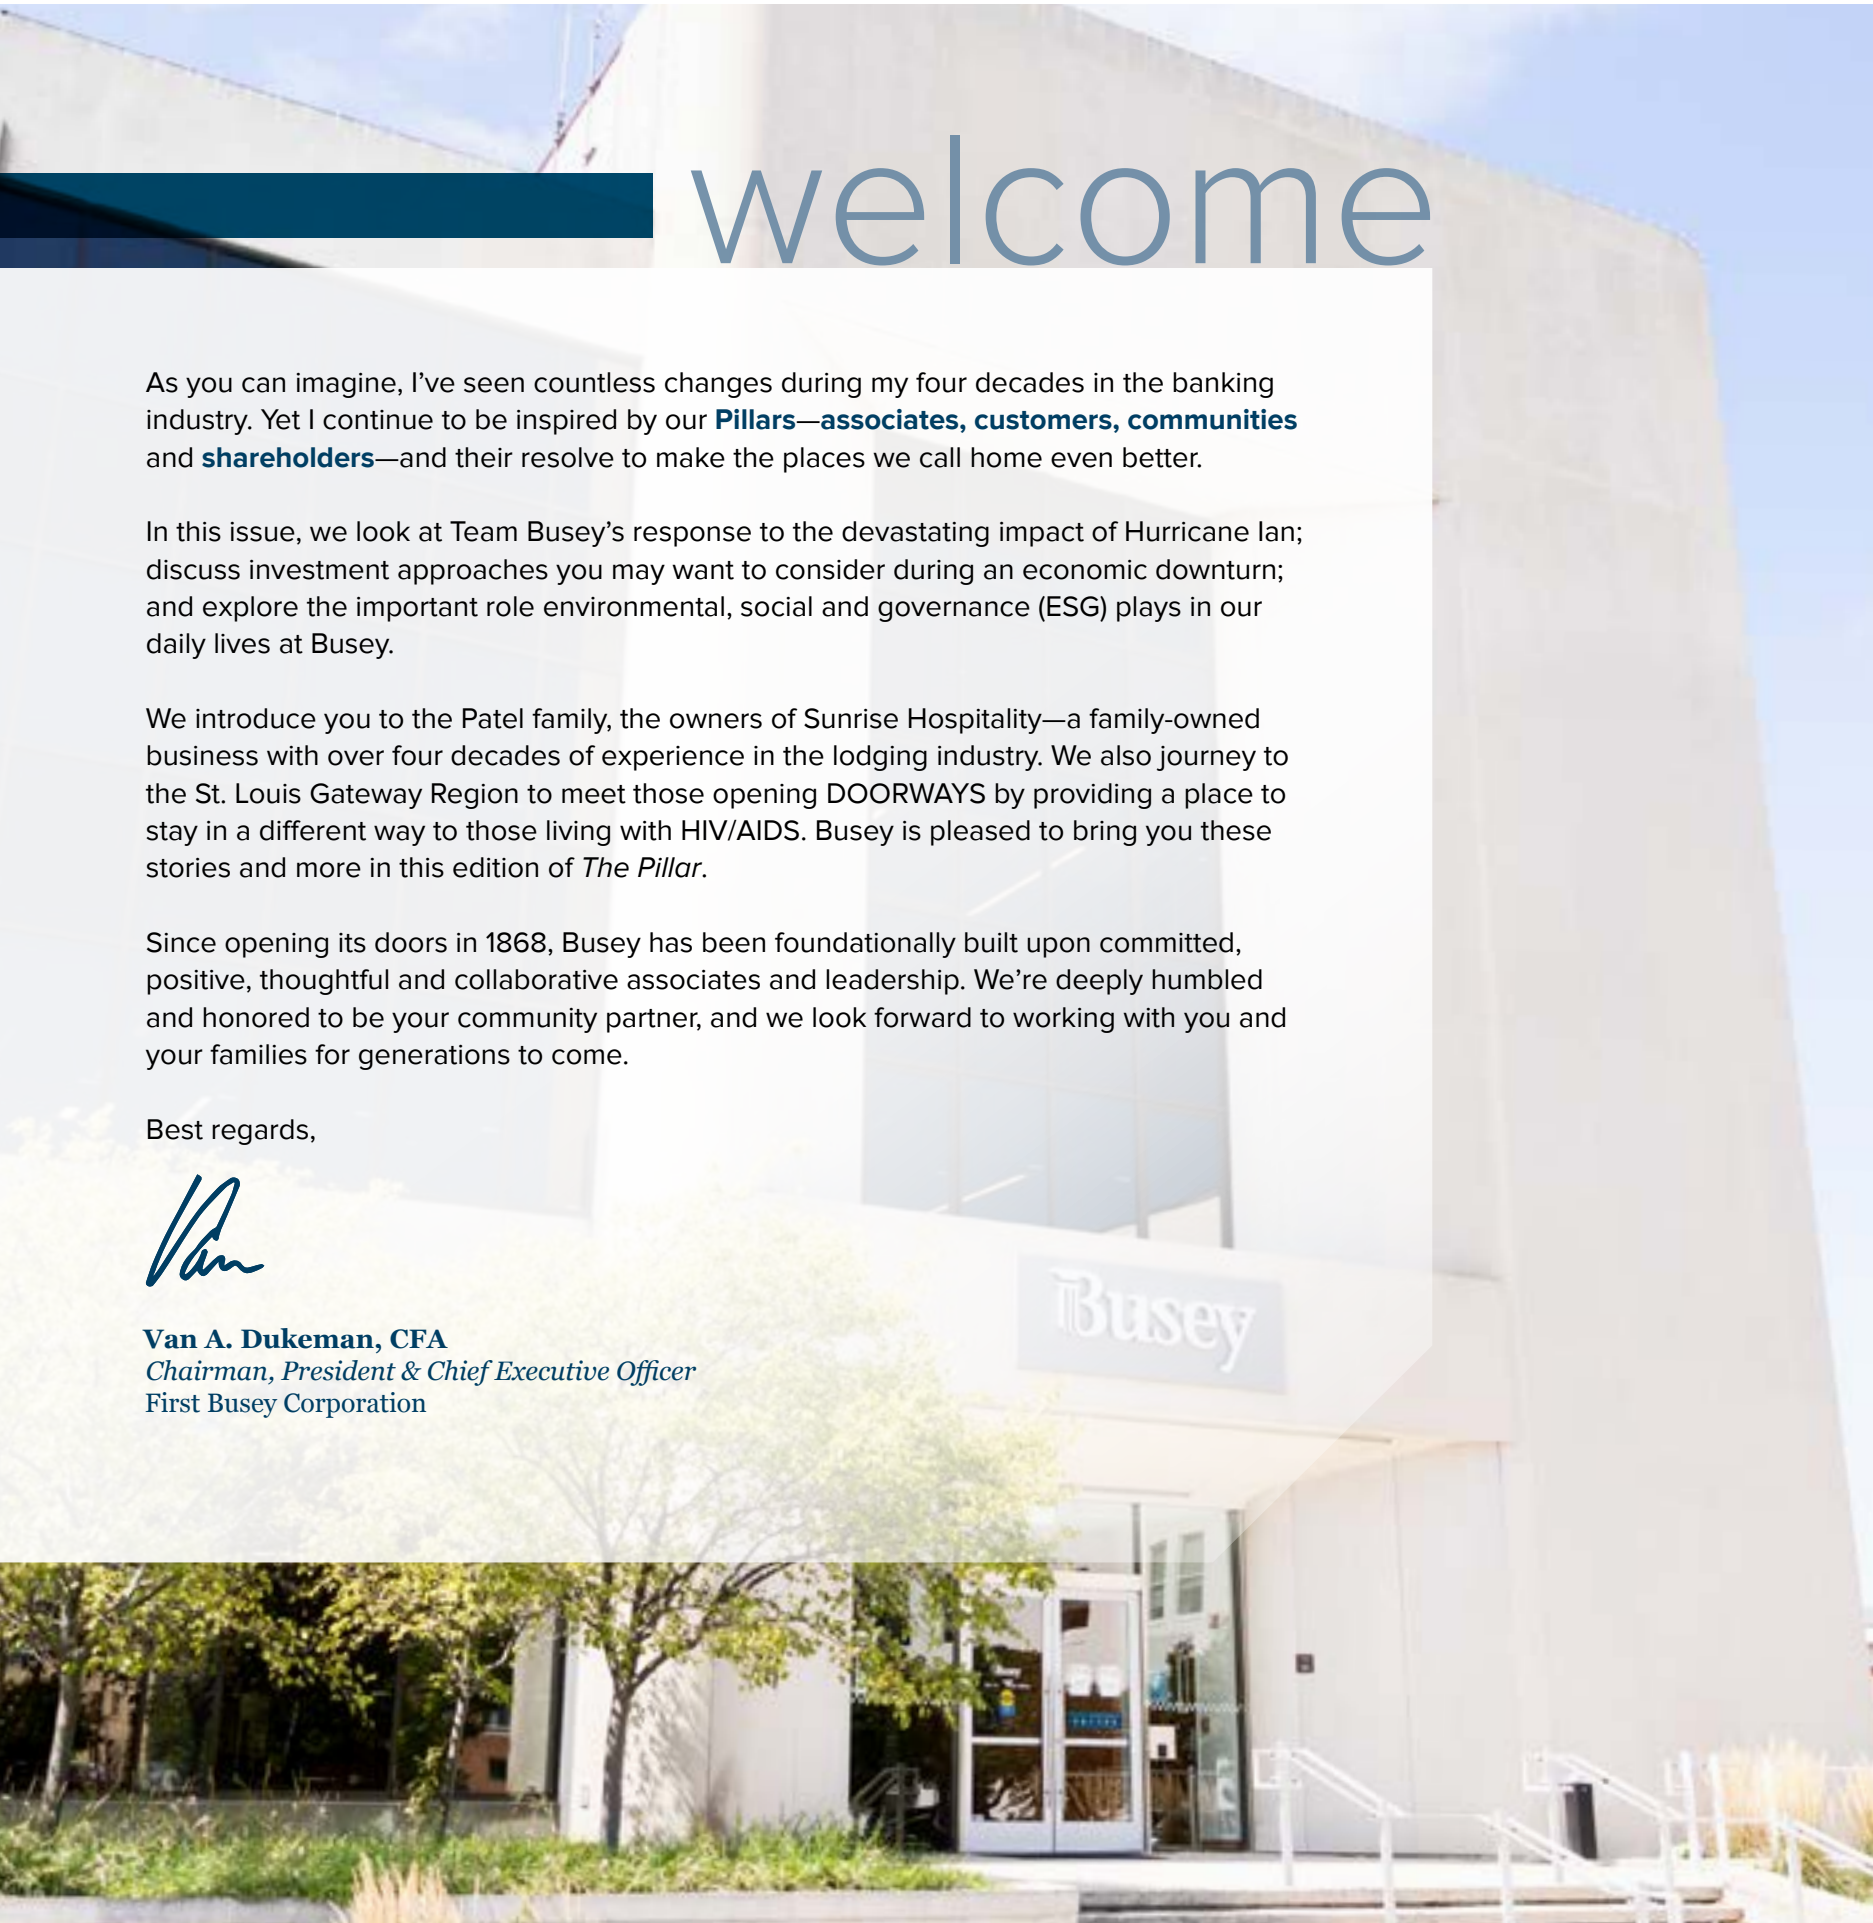 welcome
As you can imagine, I've seen countless changes during my four decades in the banking
industry. Yet I continue to be inspired by our Pillars—associates, customers, communities
and shareholders—and their resolve to make the places we call home even better.
In this issue, we look at Team Busey's response to the devastating impact of Hurricane Ian;
discuss investment approaches you may want to consider during an economic downturn;
and explore the important role environmental, social and governance (ESG) plays in our
daily lives at Busey.
We introduce you to the Patel family, the owners of Sunrise Hospitality—a family-owned
business with over four decades of experience in the lodging industry. We also journey to
the St. Louis Gateway Region to meet those opening DOORWAYS by providing a place to
stay in a different way to those living with HIV/AIDS. Busey is pleased to bring you these
stories and more in this edition of The Pillar.
Since opening its doors in 1868, Busey has been foundationally built upon committed,
positive, thoughtful and collaborative associates and leadership. We're deeply humbled
and honored to be your community partner, and we look forward to working with you and
your families for generations to come.
Best regards,
Van
Busey
Van A. Dukeman, CFA
Chairman, President & Chief Executive Officer
First Busey Corporation